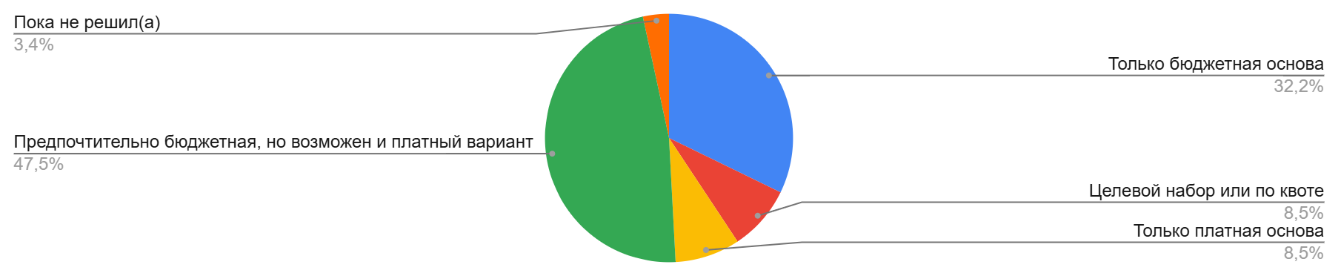 Пока не решил(а)
3,4%
Только бюджетная основа
32,2%
Предпочтительно бюджетная, но возможен и платный вариант
47,5%
Целевой набор или по квоте
8,5%
Только платная основа
8,5%